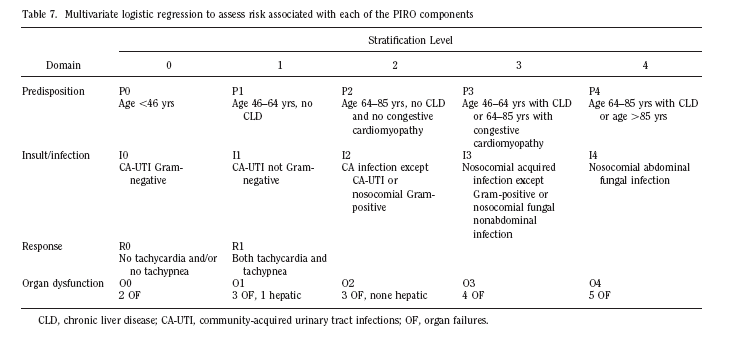 Table 7. Multivariate logistic regression to assess risk associated with each of the PIRO components
Stratification Level
Domain 0 1 2 3 4
Predisposition P0 P1 P2 P3 P4
Age <46 yrs Age 46–64 yrs, no Age 64–85 yrs, no CLD Age 46–64 yrs with CLD Age 64–85 yrs with CLD
CLD and no congestive or 64–85 yrs with or age >85 yrs
cardiomyopathy congestive
cardiomyopathy
Insult/infection I0 I1 I2 I3 I4
CA-UTI Gram- CA-UTI not Gram- CA infection except Nosocomial acquired Nosocomial abdominal
negative negative CA-UTI or infection except fungal infection
nosocomial Gram- Gram-positive or
positive nosocomial fungal
nonabdominal
infection
Response R0 R1
No tachycardia and/or Both tachycardia and
no tachypnea tachypnea
Organ dysfunction O0 O1 O2 O3 O4
2 OF 3 OF, 1 hepatic 3 OF, none hepatic 4 OF 5 OF
CLD, chronic liver disease; CA-UTI, community-acquired urinary tract infections; OF, organ failures.